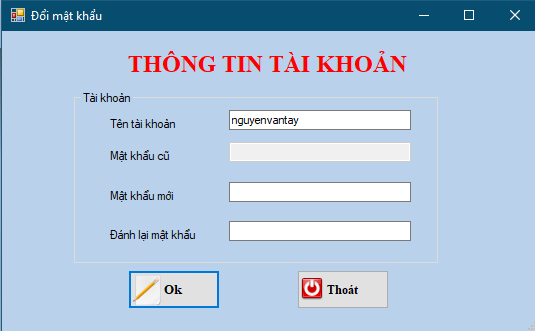 Đổi mật khẩu
THÔNG TIN TÀI KHOẢN
Tài khoản
Tên tài khoản
nguyenvantay
Mật khẩu cũ
Mật khẩu mới
Đánh lại mật khẩu
Ok
Thoát